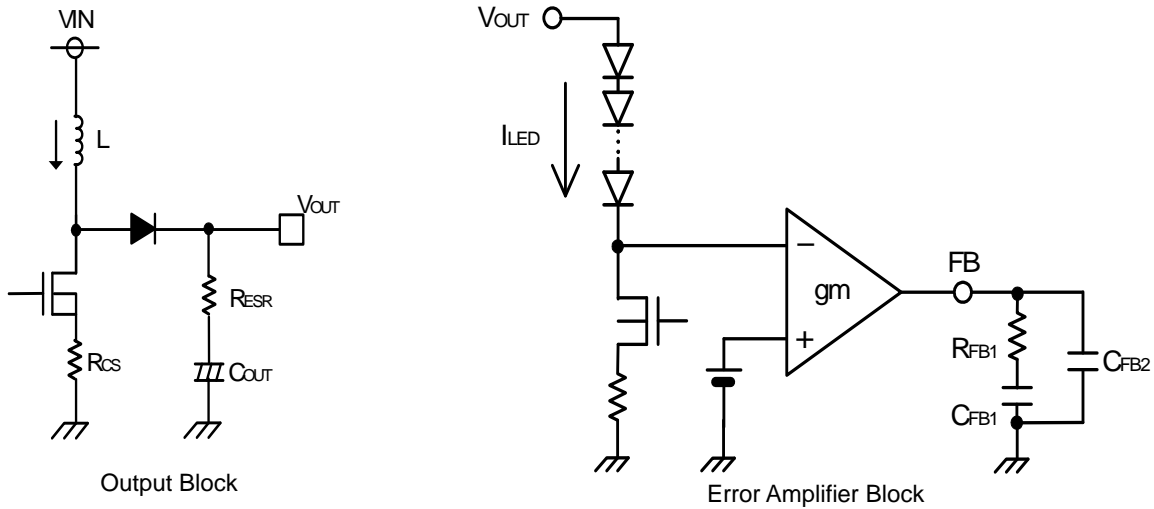 VIN
L
VOUT
RESR
RCS
COUT
Output Block
VOUT
ILED
−
gm
+
FB
RFB1
CFB2
CFB1
Error Amplifier Block